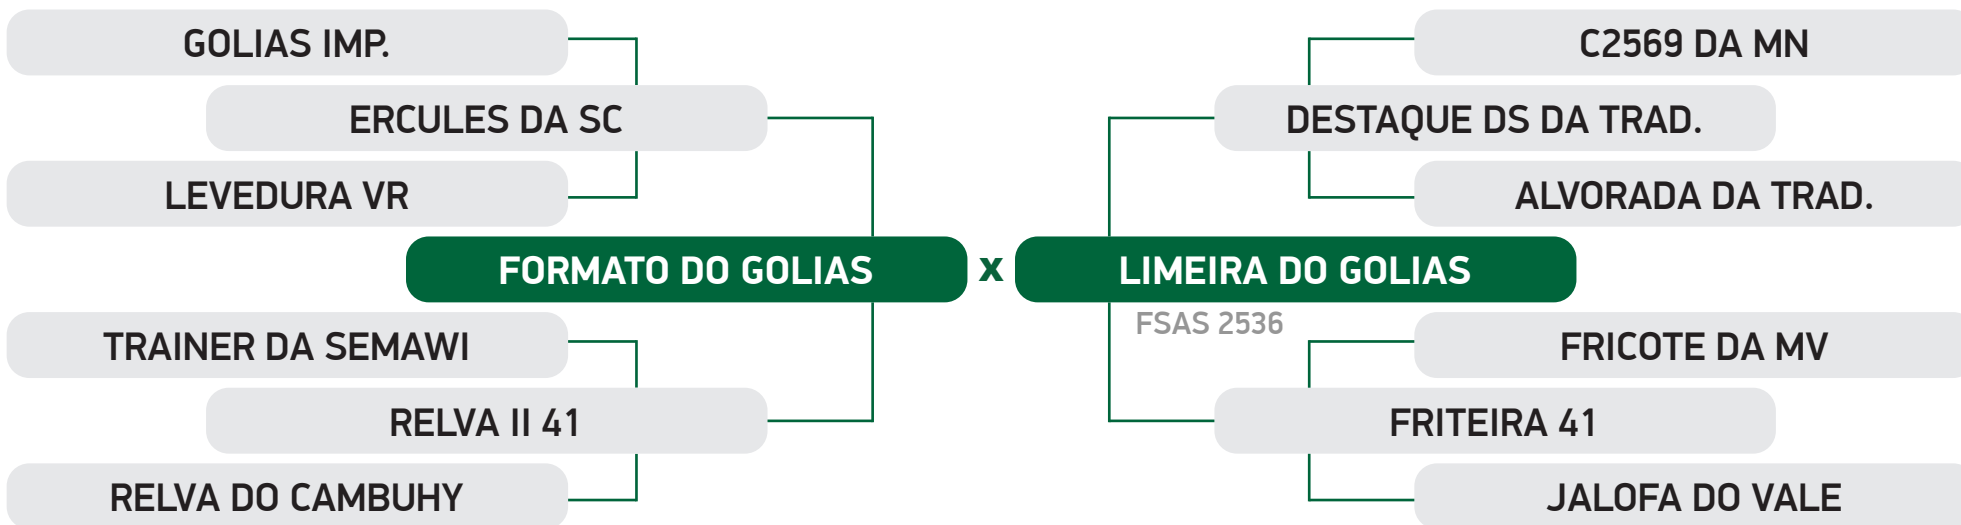 GOLIAS IMP.
C2569 DA MN
ERCULES DA SC
DESTAQUE DS DA TRAD.
LEVEDURA VR
ALVORADA DA TRAD.
FORMATO DO GOLIAS x LIMEIRA DO GOLIAS
FSAS 2536
TRAINER DA SEMAWI
FRICOTE DA MV
RELVA II 41
FRITEIRA 41
RELVA DO CAMBUHY
JALOFA DO VALE